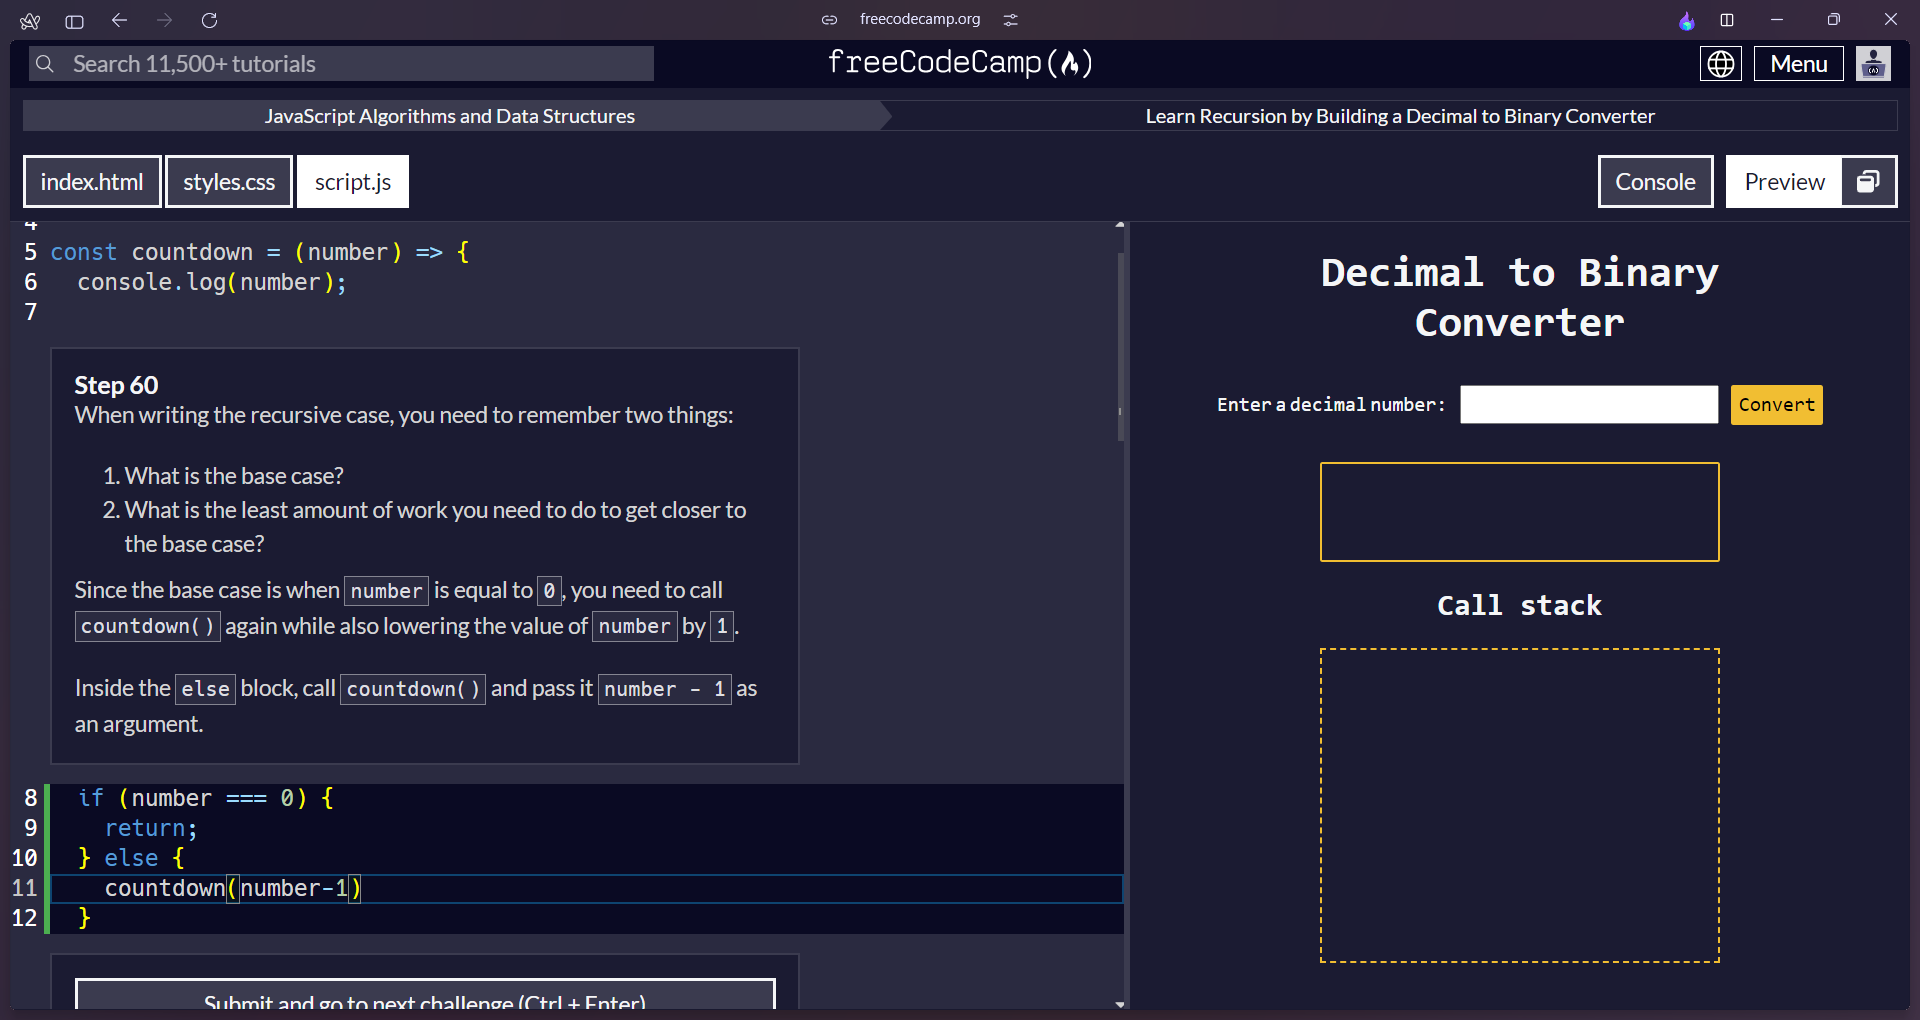 freecodecamp.org
Search 11,500+ tutorials
freeCodeCamp(🔥)
Menu
JavaScript Algorithms and Data Structures
Learn Recursion by Building a Decimal to Binary Converter
index.html
styles.css
script.js
Console
Preview
4
5 const countdown = (number) => {
6   console.log(number);
7
Step 60
When writing the recursive case, you need to remember two things:
1. What is the base case?
2. What is the least amount of work you need to do to get closer to
the base case?
Since the base case is when number is equal to 0, you need to call
countdown() again while also lowering the value of number by 1.
Inside the else block, call countdown() and pass it number - 1 as
an argument.
8   if (number === 0) {
9     return;
10   } else {
11     countdown(number-1)
12   }
Submit and go to next challenge (Ctrl + Enter)
Decimal to Binary
Converter
Enter a decimal number:
Convert
Call stack